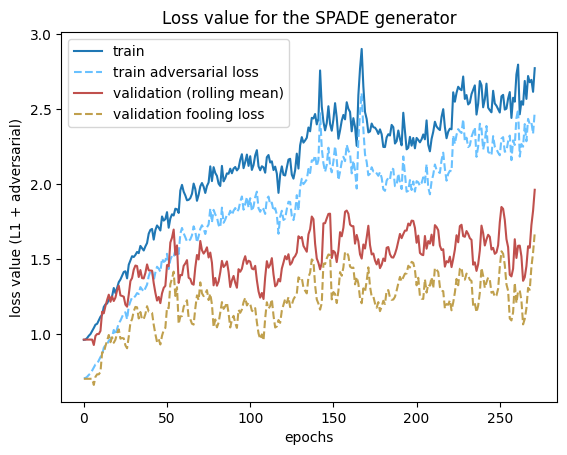 Loss value for the SPADE generator
loss value (L1 + adversarial)
3.0
2.5
2.0
1.5
1.0
train
train adversarial loss
validation (rolling mean)
validation fooling loss
0
50
100
150
200
250
epochs